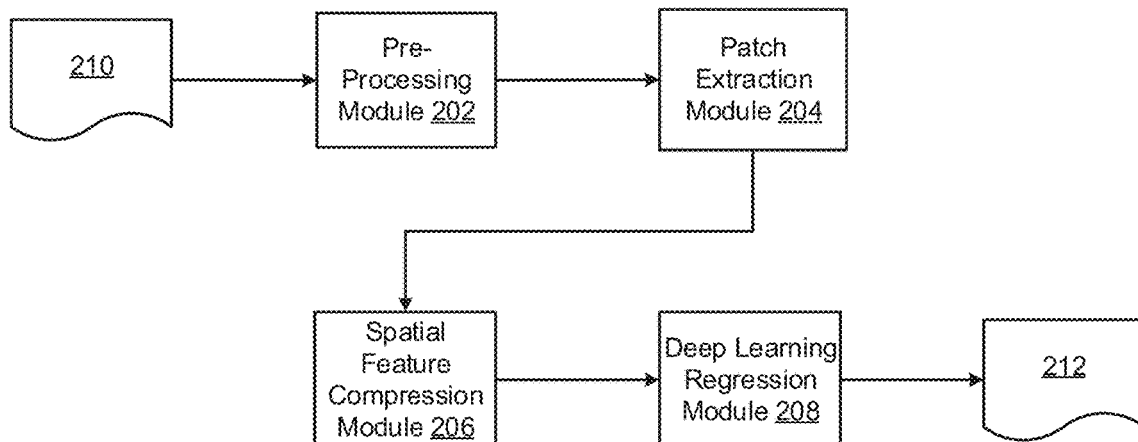 210
Pre-
Processing
Module 202
Patch
Extraction
Module 204
Spatial
Feature
Compression
Module 206
Deep Learning
Regression
Module 208
212